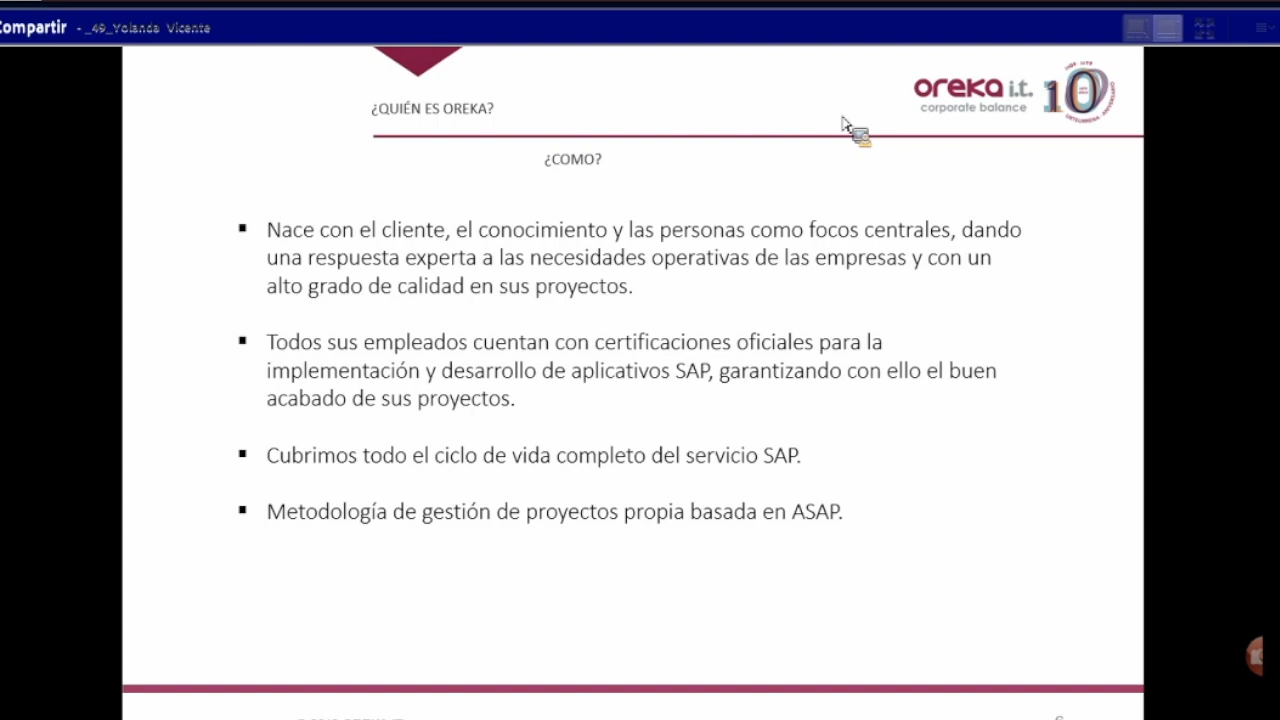 Compartir - _49_Yolanda Vicente
¿QUIÉN ES OREKA?
oreka i.t.
corporate balance
10
¿COMO?
▪ Nace con el cliente, el conocimiento y las personas como focos centrales, dando
una respuesta experta a las necesidades operativas de las empresas y con un
alto grado de calidad en sus proyectos.
▪ Todos sus empleados cuentan con certificaciones oficiales para la
implementación y desarrollo de aplicativos SAP, garantizando con ello el buen
acabado de sus proyectos.
▪ Cubrimos todo el ciclo de vida completo del servicio SAP.
▪ Metodología de gestión de proyectos propia basada en ASAP.